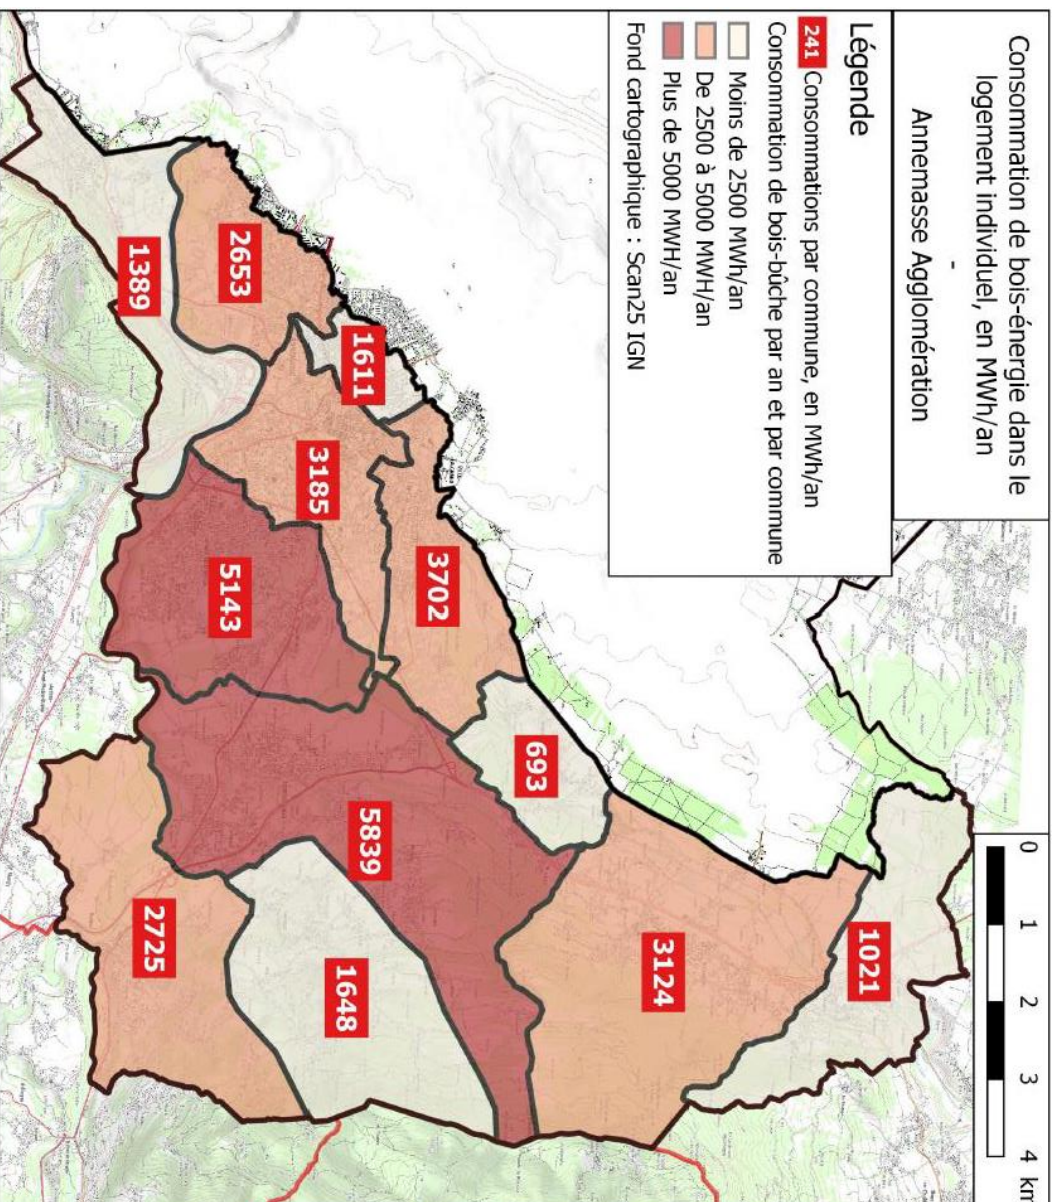 Consommation de bois-énergie dans le
logement individuel, en MWh/an
-
Annemasse Agglomération
Légende
241 Consommations par commune, en MWh/an
Consommation de bois-bûche par an et par commune
Moins de 2500 MWh/an
De 2500 à 5000 MWH/an
Plus de 5000 MWH/an
Fond cartographique : Scan25 IGN
0 1 2 3 4 km
1021
3124
693
3702
1611
5839
1648
3185
2653
5143
2725
1389